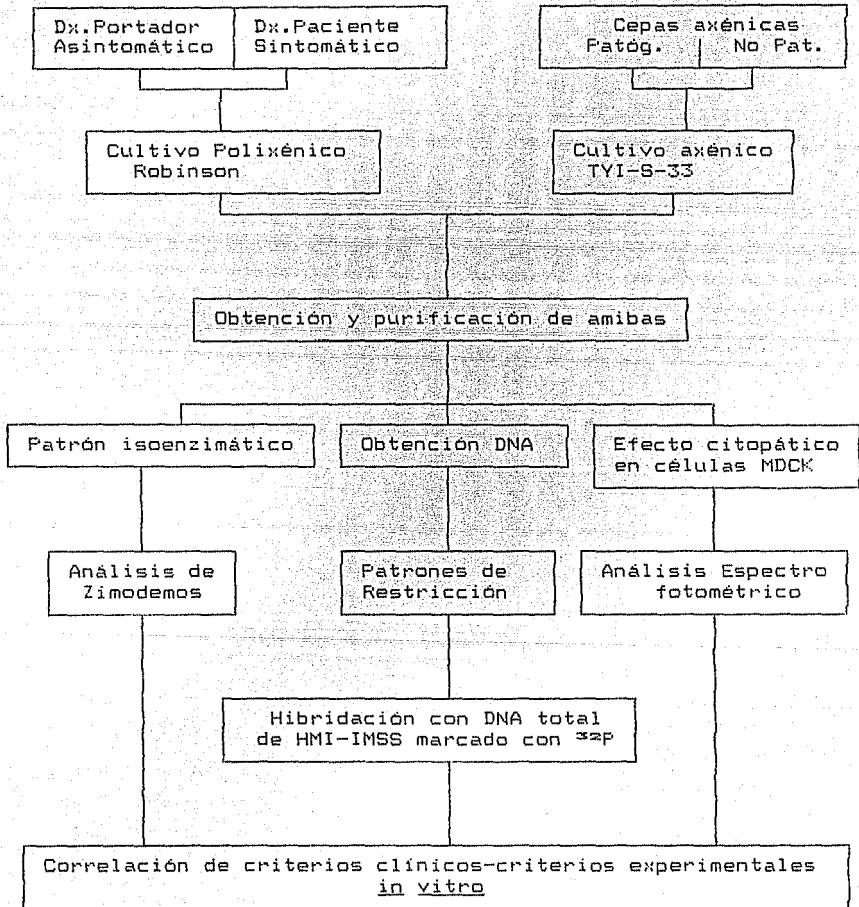 Dx.Portador
Asintomático
Dx.Paciente
Sintomático
Cepas axénicas
Patóg. No Pat.
Cultivo Polixénico
Robinson
Cultivo axénico
TYI-S-33
Obtención y purificación de amibas
Patrón isoenzimático
Obtención DNA
Efecto citopático
en células MDCK
Análisis de
Zimodemos
Patrones de
Restricción
Análisis Espectro
fotométrico
Hibridación con DNA total
de HMI-IMSS marcado con ³²P
Correlación de criterios clínicos-criterios experimentales
in vitro